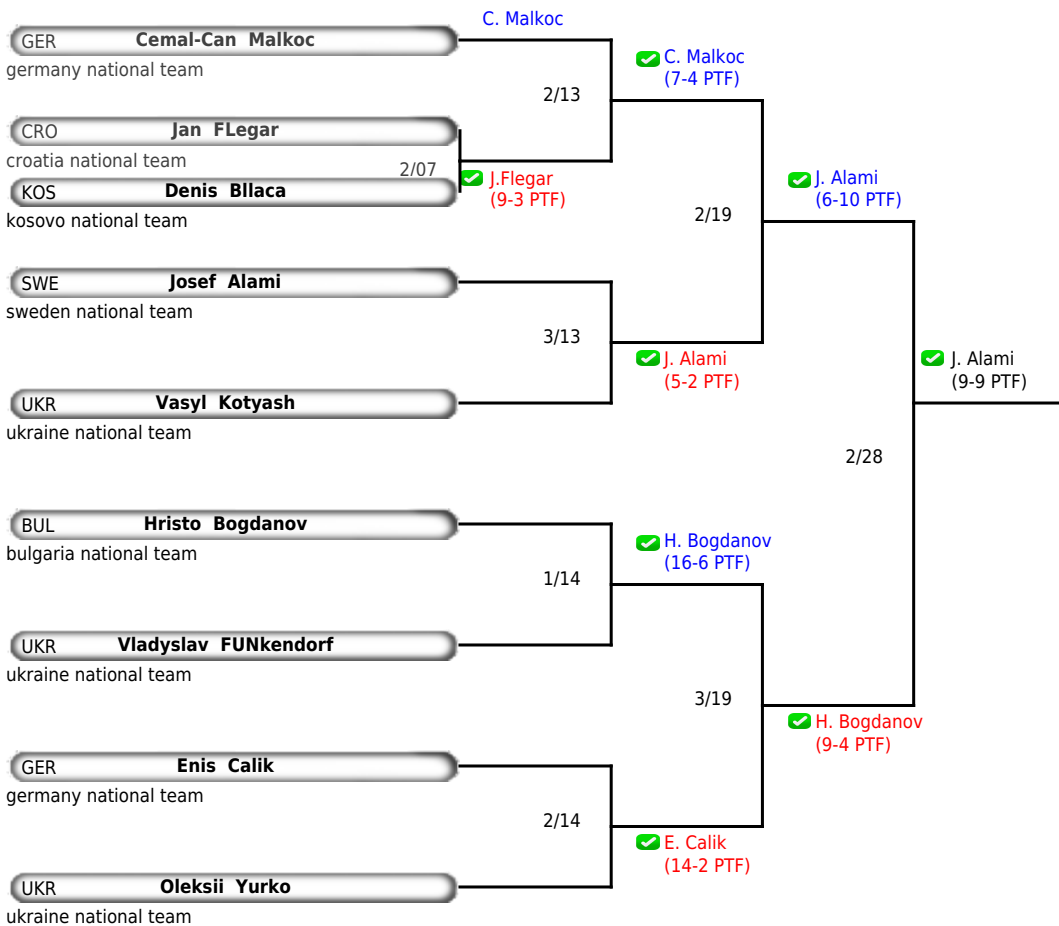 C. Malkoc
GER Cemal-Can Malkoc
germany national team
C. Malkoc
(7-4 PTF)
2/13
CRO Jan FLegar
croatia national team
2/07
J.Flegar
(9-3 PTF)
KOS Denis Bllaca
kosovo national team
J. Alami
(6-10 PTF)
2/19
SWE Josef Alami
sweden national team
3/13
J. Alami
(5-2 PTF)
J. Alami
(9-9 PTF)
UKR Vasyl Kotyash
ukraine national team
2/28
BUL Hristo Bogdanov
bulgaria national team
H. Bogdanov
(16-6 PTF)
1/14
UKR Vladyslav FUNkendorf
ukraine national team
3/19
H. Bogdanov
(9-4 PTF)
GER Enis Calik
germany national team
2/14
E. Calik
(14-2 PTF)
UKR Oleksii Yurko
ukraine national team